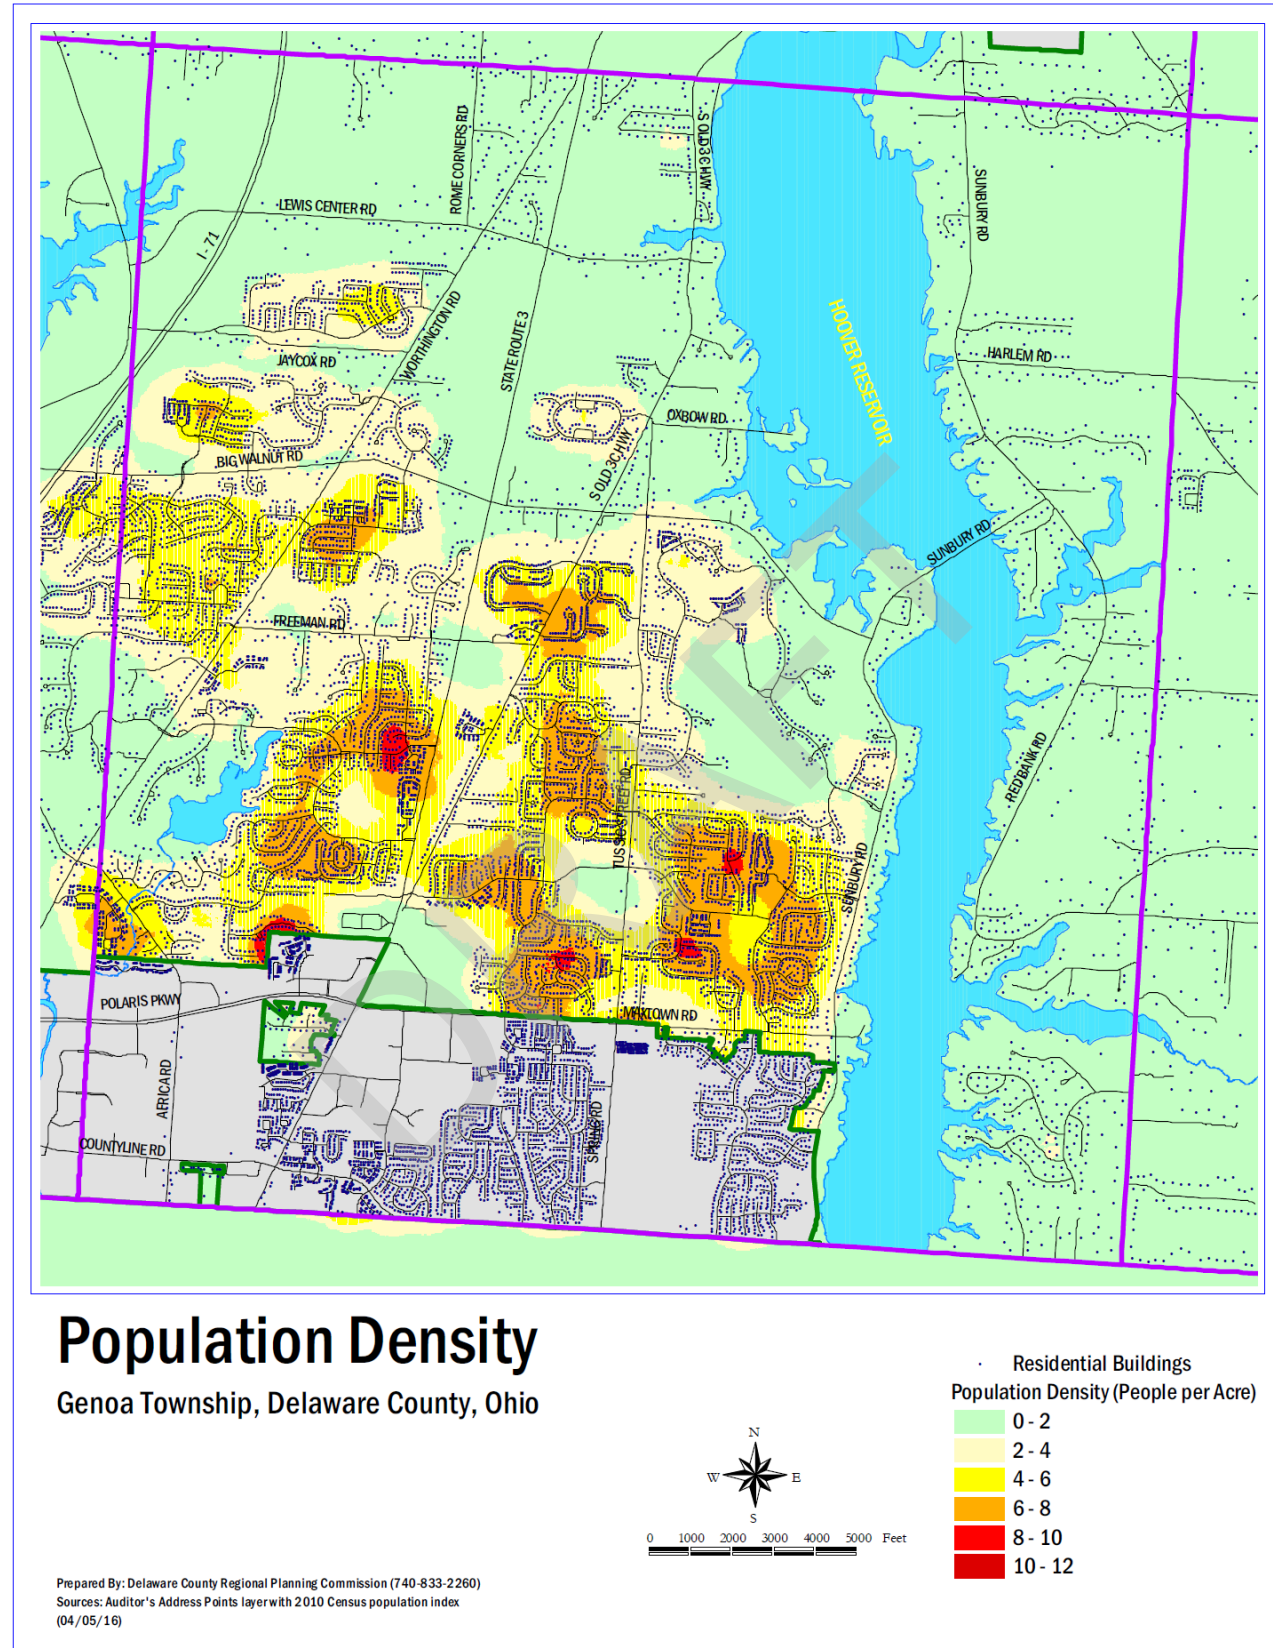 S OLD 3C HWY
ROME CORNERS RD
SUNBURY RD
LEWIS CENTER RD
I - 71
WORTHINGTON RD
STATE ROUTE 3
HOOVER RESERVOIR
JAYCOX RD
HARLEM RD
OXBOW RD
S OLD 3C HWY
BIG WALNUT RD
SUNBURY RD
FREEMAN RD
RED BANK RD
TUSSIC STREET RD
SUNBURY RD
DRAFT
POLARIS PKWY
MAXTOWN RD
AFRICA RD
SPRING RD
COUNTYLINE RD
Population Density
Genoa Township, Delaware County, Ohio
Residential Buildings
Population Density (People per Acre)
0 - 2
2 - 4
4 - 6
6 - 8
8 - 10
10 - 12
N
W E
S
0 1000 2000 3000 4000 5000 Feet
Prepared By: Delaware County Regional Planning Commission (740-833-2260)
Sources: Auditor's Address Points layer with 2010 Census population index
(04/05/16)